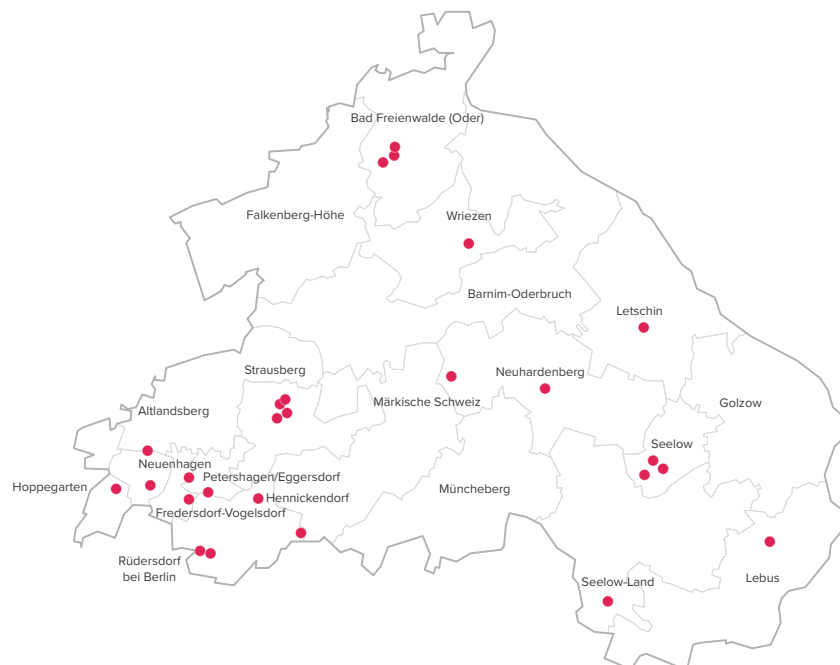 Bad Freienwalde (Oder)
Falkenberg-Höhe
Wriezen
Barnim-Oderbruch
Letschin
Strausberg
Neuhardenberg
Märkische Schweiz
Golzow
Altlandsberg
Seelow
Neuenhagen
Petershagen/Eggersdorf
Hoppegarten
Müncheberg
Hennickendorf
Fredersdorf-Vogelsdorf
Rüdersdorf
bei Berlin
Seelow-Land
Lebus